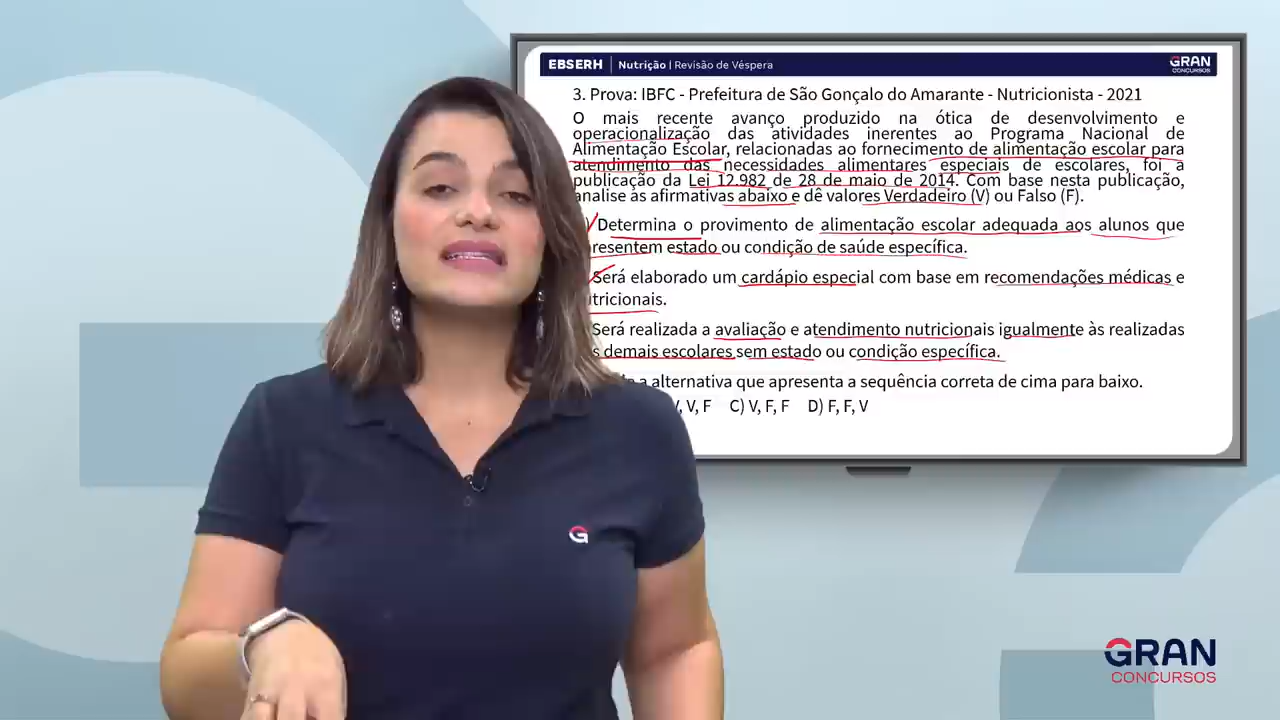 EBSERH Nutrição | Revisão de Véspera GRAN CONCURSOS
3. Prova: IBFC - Prefeitura de São Gonçalo do Amarante - Nutricionista - 2021
O mais recente avanço produzido na ótica de desenvolvimento e
operacionalização das atividades inerentes ao Programa Nacional de
Alimentação Escolar, relacionadas ao fornecimento de alimentação escolar para
atendimento das necessidades alimentares especiais de escolares, foi a
publicação da Lei 12.982 de 28 de maio de 2014. Com base nesta publicação,
analise as afirmativas abaixo e dê valores Verdadeiro (V) ou Falso (F).
) Determina o provimento de alimentação escolar adequada aos alunos que
presentem estado ou condição de saúde específica.
Será elaborado um cardápio especial com base em recomendações médicas e
utricionais.
Será realizada a avaliação e atendimento nutricionais igualmente às realizadas
s demais escolares sem estado ou condição específica.
a alternativa que apresenta a sequência correta de cima para baixo.
V, F C) V, F, F D) F, F, V
G
GRAN
CONCURSOS